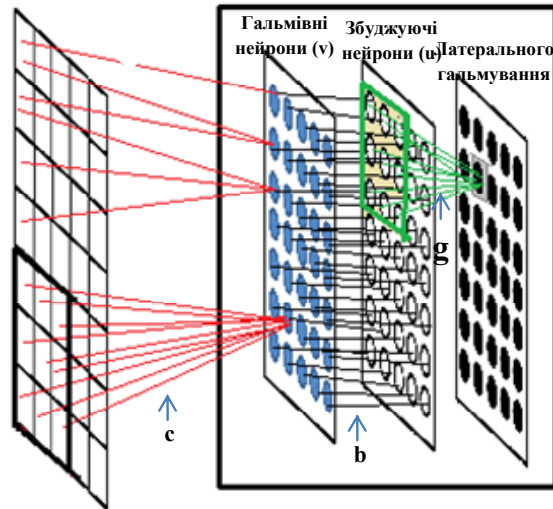 Гальмівні
нейрони (v)
Збуджуючі
нейрони (u)
Латерального
гальмування
g
c
b